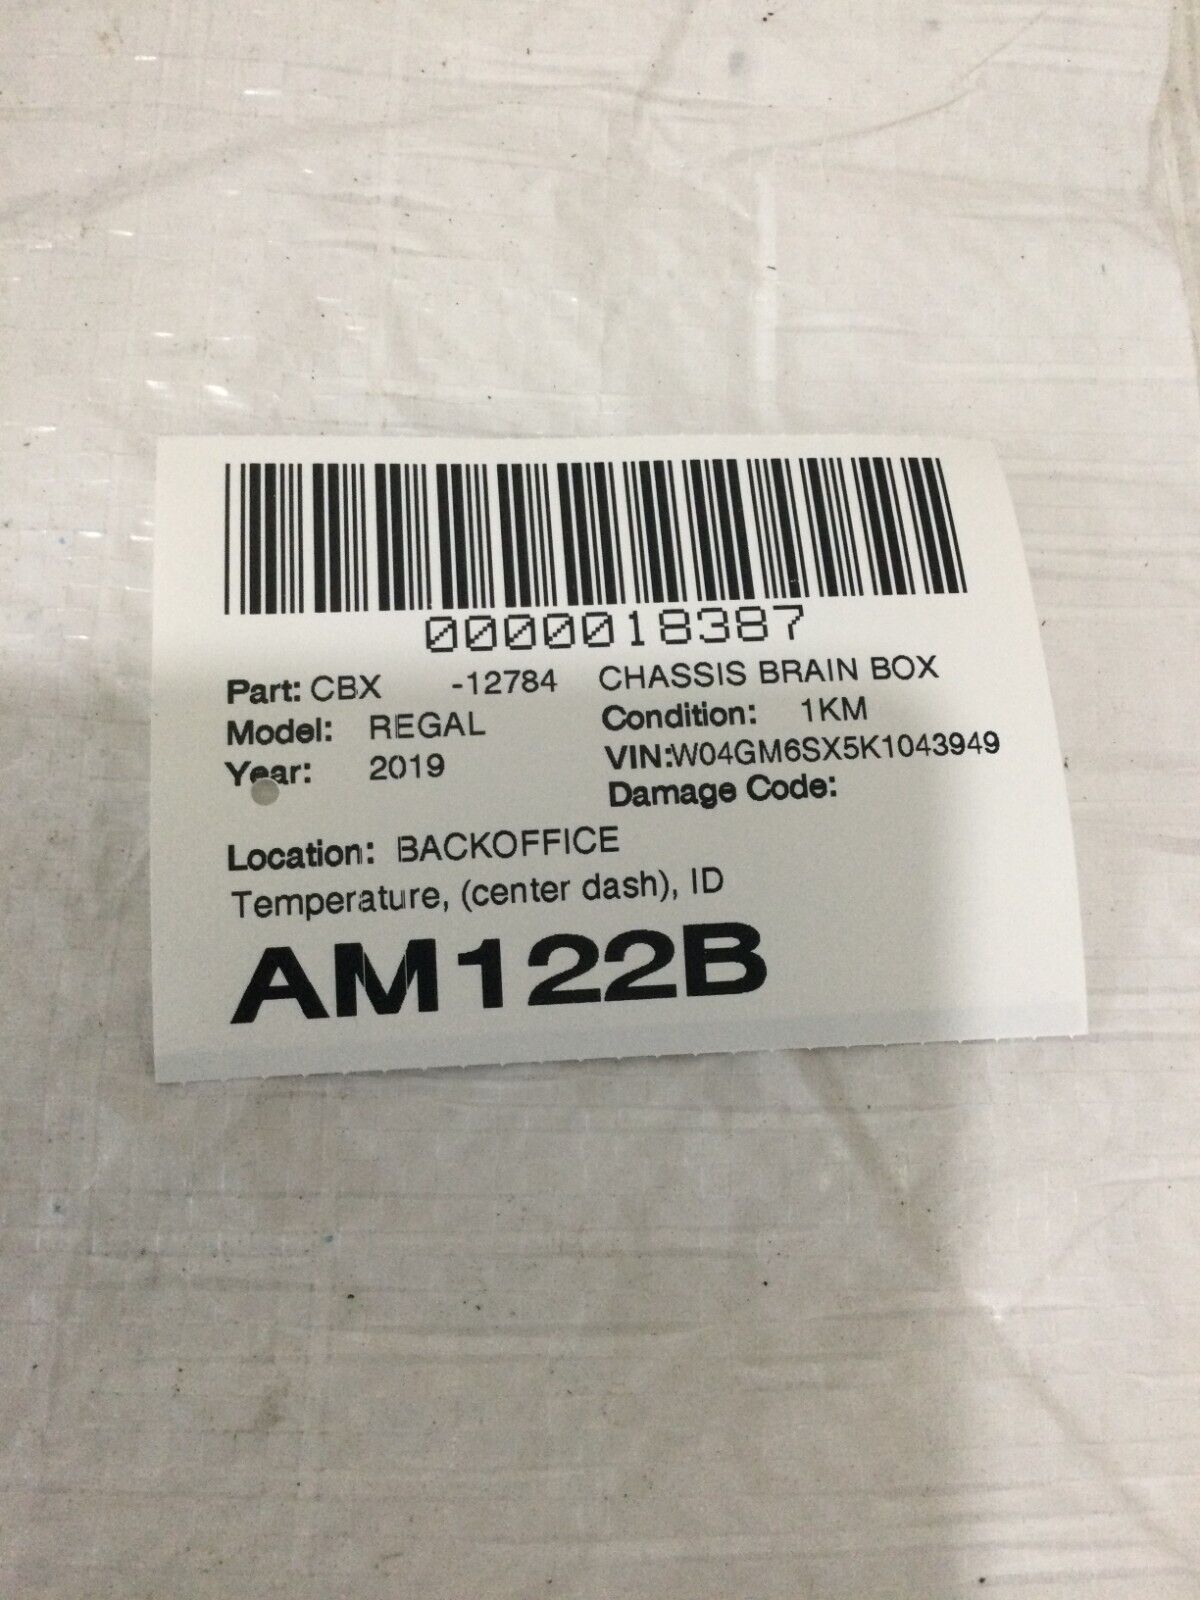 0000018387
Part: CBX -12784 CHASSIS BRAIN BOX
Model: REGAL Condition: 1KM
Year: 2019 VIN:W04GM6SX5K1043949
Damage Code:
Location: BACKOFFICE
Temperature, (center dash), ID
AM122B